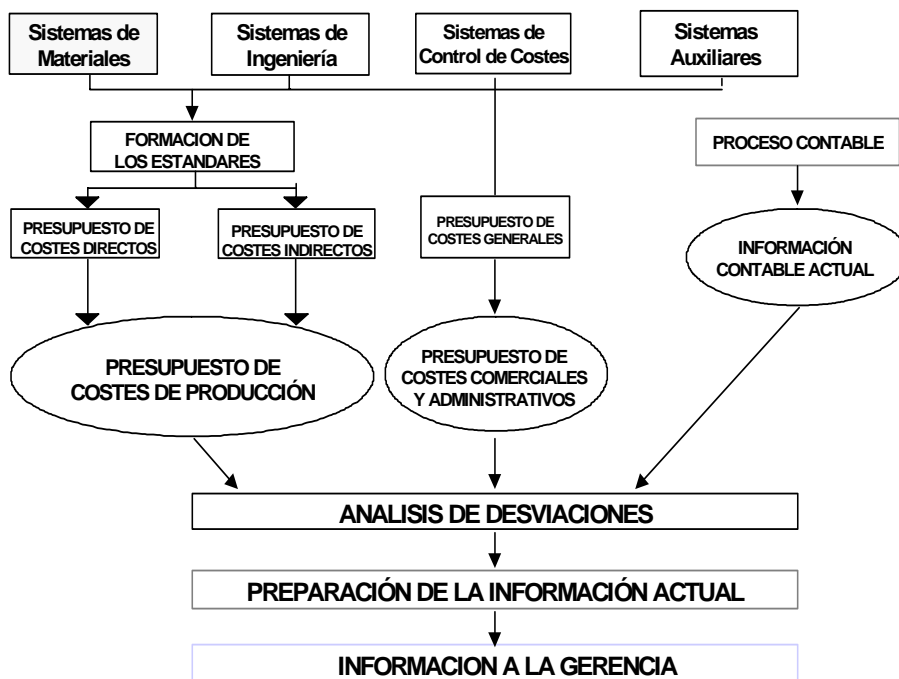 Sistemas de
Materiales
Sistemas de
Ingeniería
Sistemas de
Control de Costes
Sistemas
Auxiliares
FORMACION DE
LOS ESTANDARES
PROCESO CONTABLE
PRESUPUESTO DE
COSTES DIRECTOS
PRESUPUESTO DE
COSTES INDIRECTOS
PRESUPUESTO DE
COSTES GENERALES
INFORMACIÓN
CONTABLE ACTUAL
PRESUPUESTO DE
COSTES DE PRODUCCIÓN
PRESUPUESTO DE
COSTES COMERCIALES
Y ADMINISTRATIVOS
ANALISIS DE DESVIACIONES
PREPARACIÓN DE LA INFORMACIÓN ACTUAL
INFORMACION A LA GERENCIA